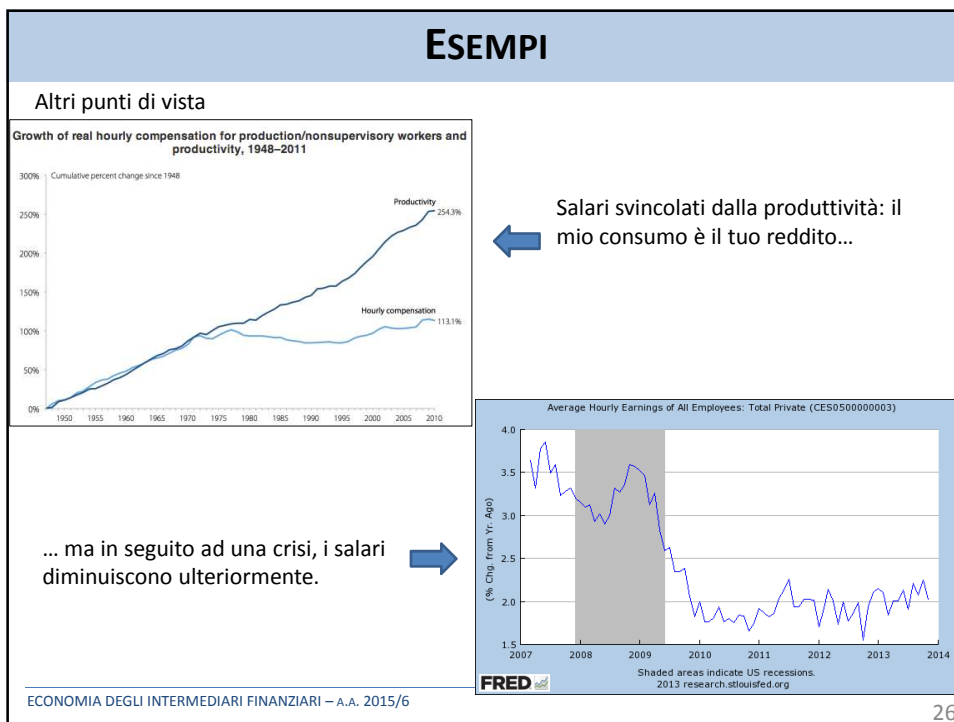 ESEMPI
Altri punti di vista
Growth of real hourly compensation for production/nonsupervisory workers and
productivity, 1948–2011
300%
Cumulative percent change since 1948
250%
200%
150%
100%
50%
0%
Productivity
254.3%
Hourly compensation
113.1%
1950 1955 1960 1965 1970 1975 1980 1985 1990 1995 2000 2005 2010
Salari svincolati dalla produttività: il
mio consumo è il tuo reddito…
… ma in seguito ad una crisi, i salari
diminuiscono ulteriormente.
Average Hourly Earnings of All Employees: Total Private (CES0500000003)
(% Chg. from Yr. Ago)
4.0
3.5
3.0
2.5
2.0
1.5
2007 2008 2009 2010 2011 2012 2013 2014
Shaded areas indicate US recessions.
2013 research.stlouisfed.org
FRED
ECONOMIA DEGLI INTERMEDIARI FINANZIARI – A.A. 2015/6
26